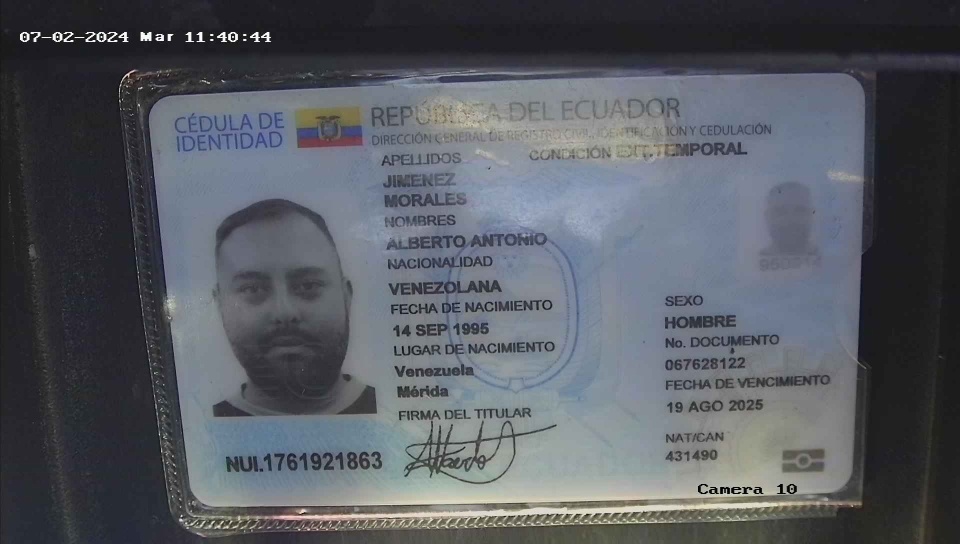 07-02-2024 Mar 11:40:44
CÉDULA DE
IDENTIDAD
REPÚBLICA DEL ECUADOR
DIRECCIÓN GENERAL DE REGISTRO CIVIL, IDENTIFICACIÓN Y CEDULACIÓN
APELLIDOS
CONDICIÓN EXT.TEMPORAL
JIMENEZ
MORALES
NOMBRES
ALBERTO ANTONIO
NACIONALIDAD
VENEZOLANA
FECHA DE NACIMIENTO
14 SEP 1995
LUGAR DE NACIMIENTO
Venezuela
Mérida
FIRMA DEL TITULAR
Alberto
SEXO
HOMBRE
No. DOCUMENTO
067628122
FECHA DE VENCIMIENTO
19 AGO 2025
NAT/CAN
431490
NUI.1761921863
Camera 10